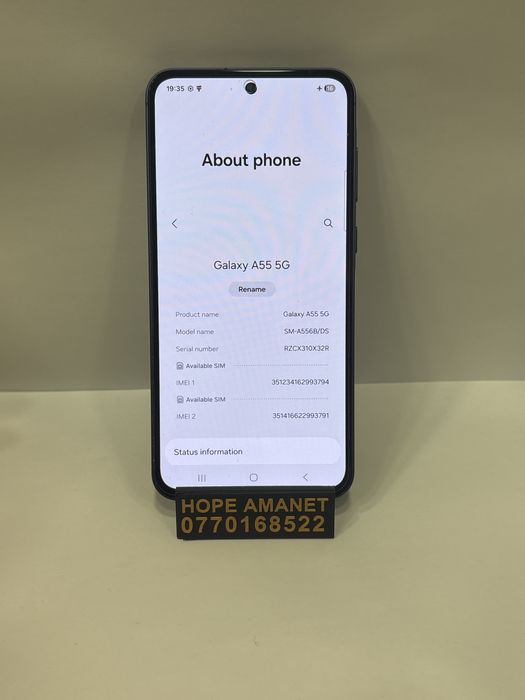 19:35
About phone
Galaxy A55 5G
Rename
Product name Galaxy A55 5G
Model name SM-A556B/DS
Serial number RZCX310X32R
Available SIM
IMEI 1 351234162993794
Available SIM
IMEI 2 351416622993791
Status information
HOPE AMANET
0770168522